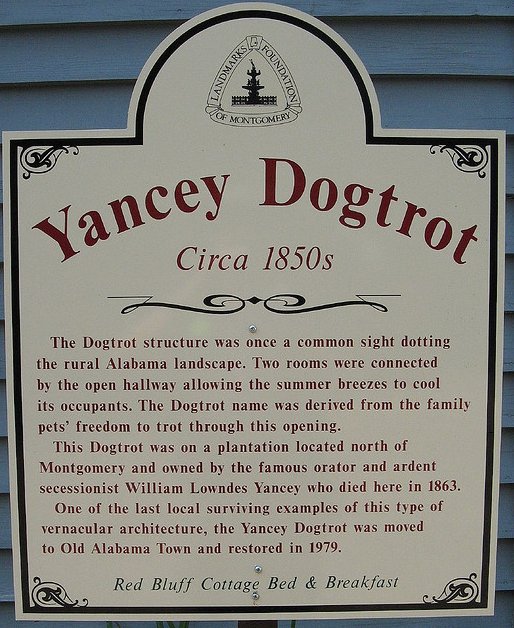 LANDMARKS FOUNDATION
OF MONTGOMERY
Yancey Dogtrot
Circa 1850s
The Dogtrot structure was once a common sight dotting
the rural Alabama landscape. Two rooms were connected
by the open hallway allowing the summer breezes to cool
its occupants. The Dogtrot name was derived from the family
pets' freedom to trot through this opening.
This Dogtrot was on a plantation located north of
Montgomery and owned by the famous orator and ardent
secessionist William Lowndes Yancey who died here in 1863.
One of the last local surviving examples of this type of
vernacular architecture, the Yancey Dogtrot was moved
to Old Alabama Town and restored in 1979.
Red Bluff Cottage Bed & Breakfast